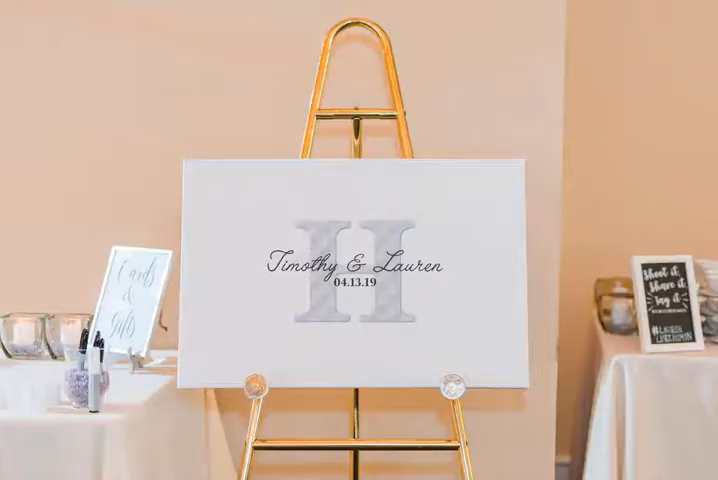 Cards
&
Gifts
H
Timothy & Lauren
04.13.19
Shoot it,
Share it
Tag it